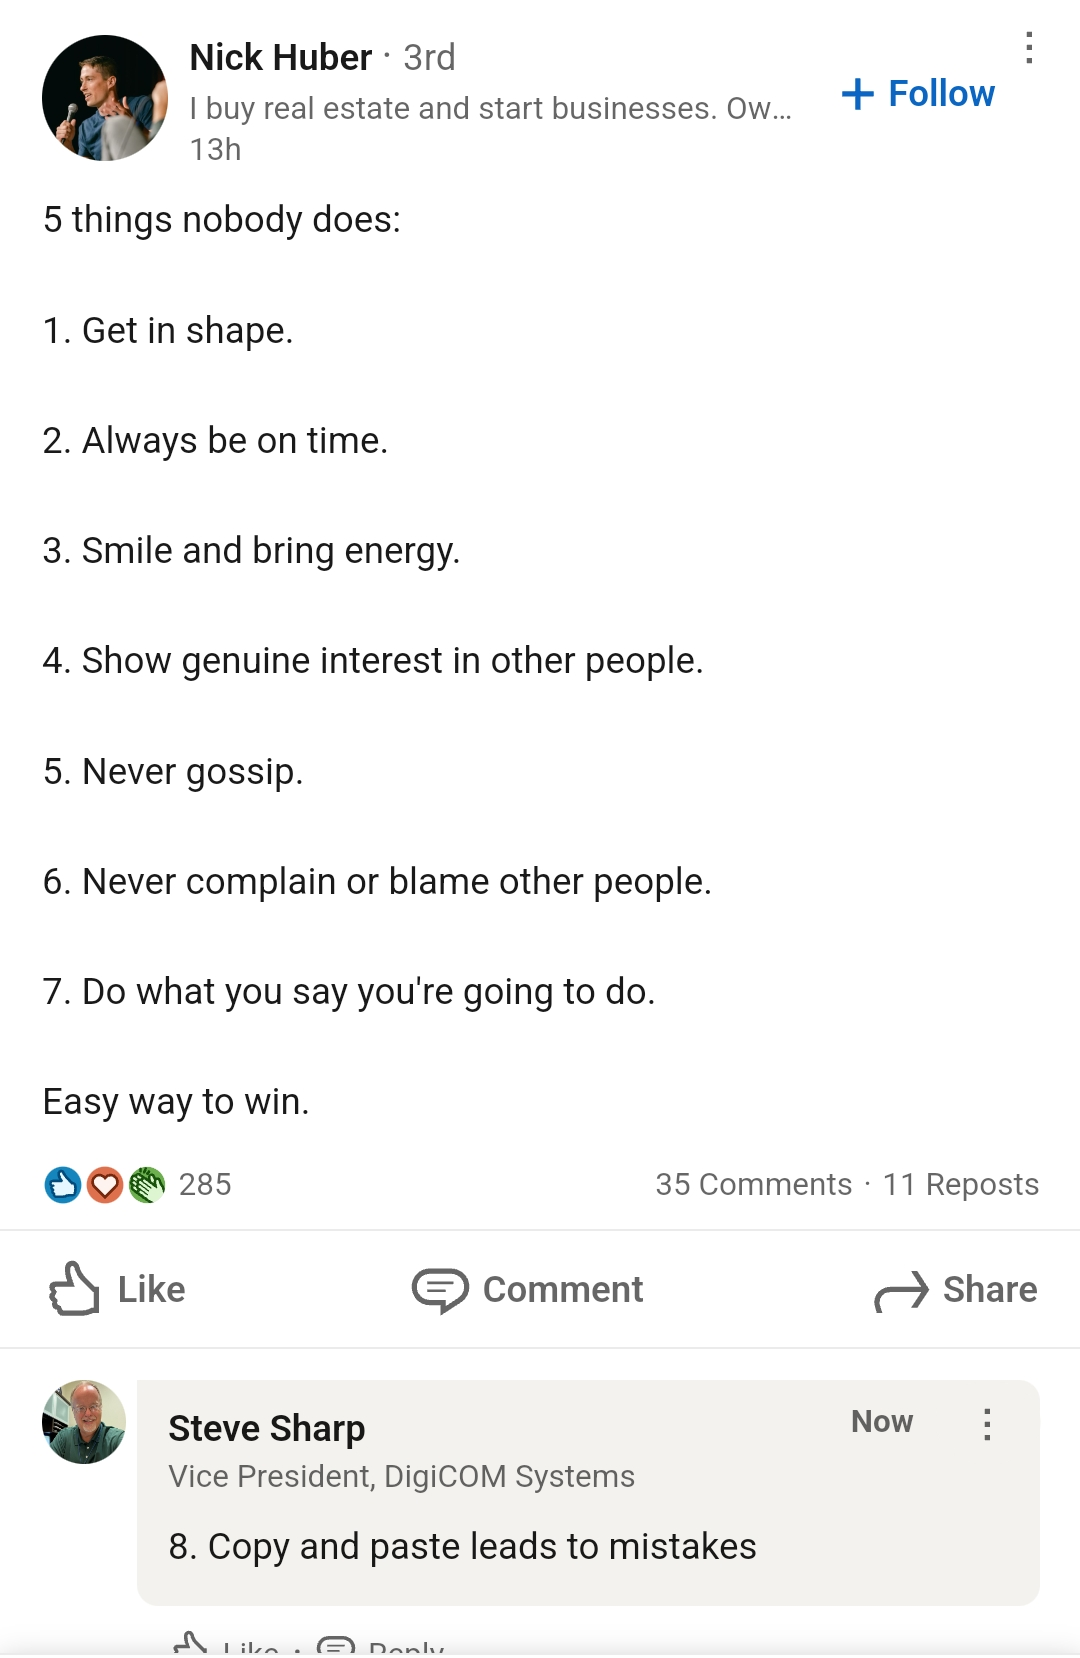 Nick Huber · 3rd
I buy real estate and start businesses. Ow...
13h
+ Follow
5 things nobody does:
1. Get in shape.
2. Always be on time.
3. Smile and bring energy.
4. Show genuine interest in other people.
5. Never gossip.
6. Never complain or blame other people.
7. Do what you say you're going to do.
Easy way to win.
285
35 Comments · 11 Reposts
Like
Comment
Share
Steve Sharp
Now
Vice President, DigiCOM Systems
8. Copy and paste leads to mistakes
Like · Reply